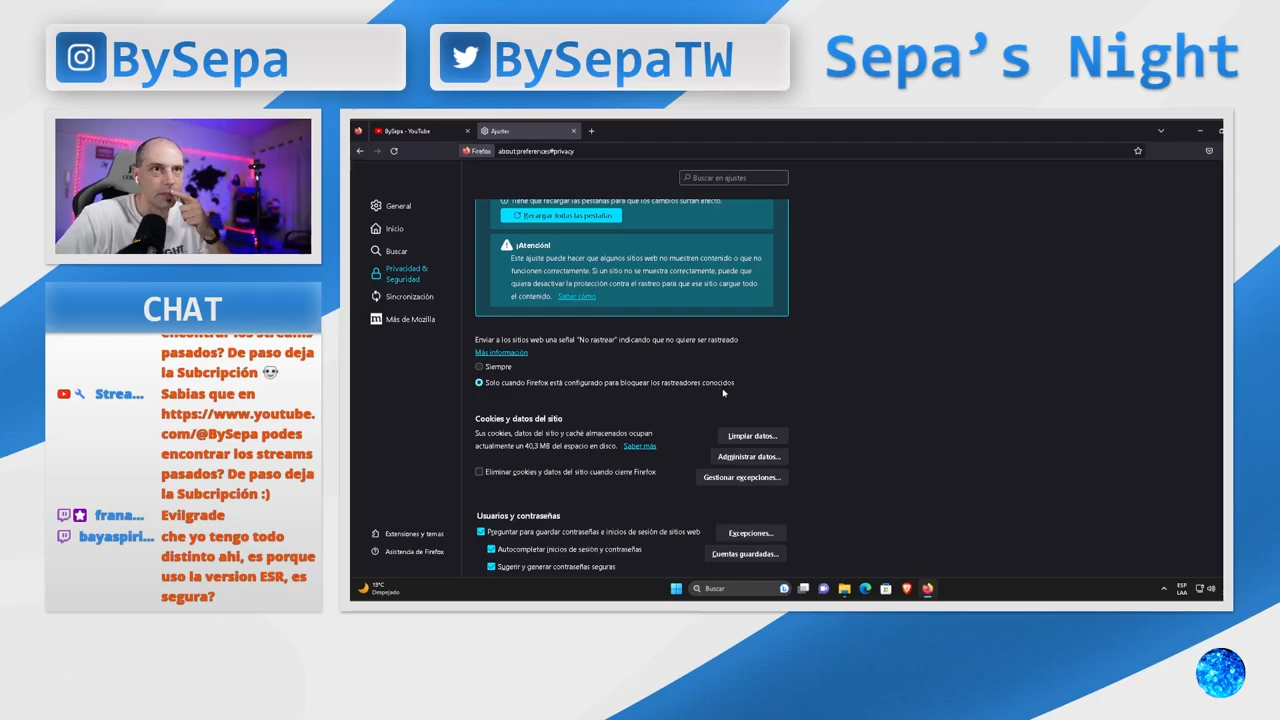 BySepa
BySepaTW
Sepa's Night
BySepa - YouTube
Ajustes
Firefox
about:preferences#privacy
Buscar en ajustes
General
Inicio
Buscar
Privacidad &
Seguridad
Sincronización
Más de Mozilla
Extensiones y temas
Asistencia de Firefox
Tiene que recargar las pestañas para que los cambios surtan efecto.
Recargar todas las pestañas
¡Atención!
Este ajuste puede hacer que algunos sitios web no muestren contenido o que no
funcionen correctamente. Si un sitio no se muestra correctamente, puede que
quiera desactivar la protección contra el rastreo para que ese sitio cargue todo
el contenido. Saber cómo
Enviar a los sitios web una señal "No rastrear" indicando que no quiere ser rastreado
Más información
Siempre
Solo cuando Firefox está configurado para bloquear los rastreadores conocidos
Cookies y datos del sitio
Sus cookies, datos del sitio y caché almacenados ocupan
actualmente un 40,3 MB del espacio en disco. Saber más
Limpiar datos...
Administrar datos...
Gestionar excepciones...
Eliminar cookies y datos del sitio cuando cierre Firefox
Usuarios y contraseñas
Preguntar para guardar contraseñas e inicios de sesión de sitios web
Excepciones...
Autocompletar inicios de sesión y contraseñas
Cuentas guardadas...
Sugerir y generar contraseñas seguras
13°C
Despejado
Buscar
ESP
LAA
CHAT
encontrar los streams
pasados? De paso deja
la Subcripción
Strea... Sabias que en
https://www.youtube.
com/@BySepa podes
encontrar los streams
pasados? De paso deja
la Subcripción :)
frana... Evilgrade
bayaspiri... che yo tengo todo
distinto ahi, es porque
uso la version ESR, es
segura?